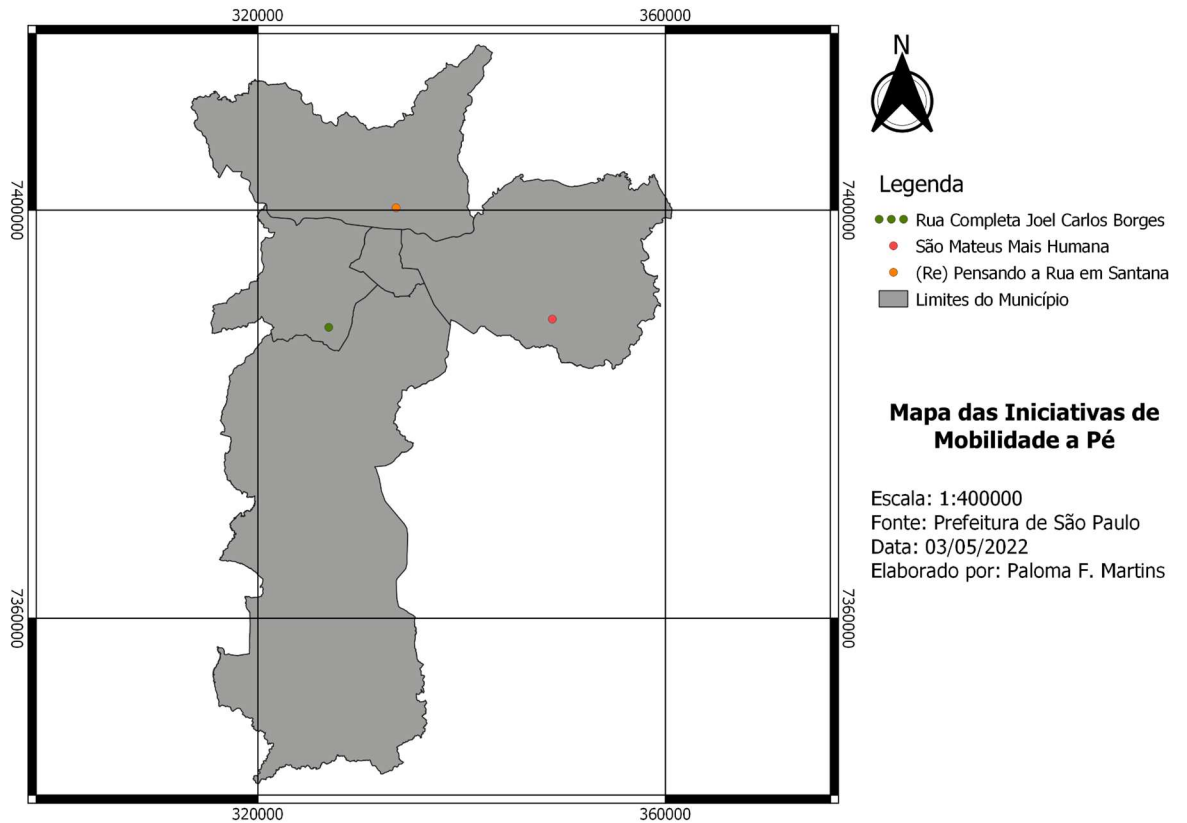 320000
360000
N
7400000
7400000
Legenda
Rua Completa Joel Carlos Borges
São Mateus Mais Humana
(Re) Pensando a Rua em Santana
Limites do Município
Mapa das Iniciativas de
Mobilidade a Pé
Escala: 1:400000
Fonte: Prefeitura de São Paulo
Data: 03/05/2022
Elaborado por: Paloma F. Martins
7360000
7360000
320000
360000